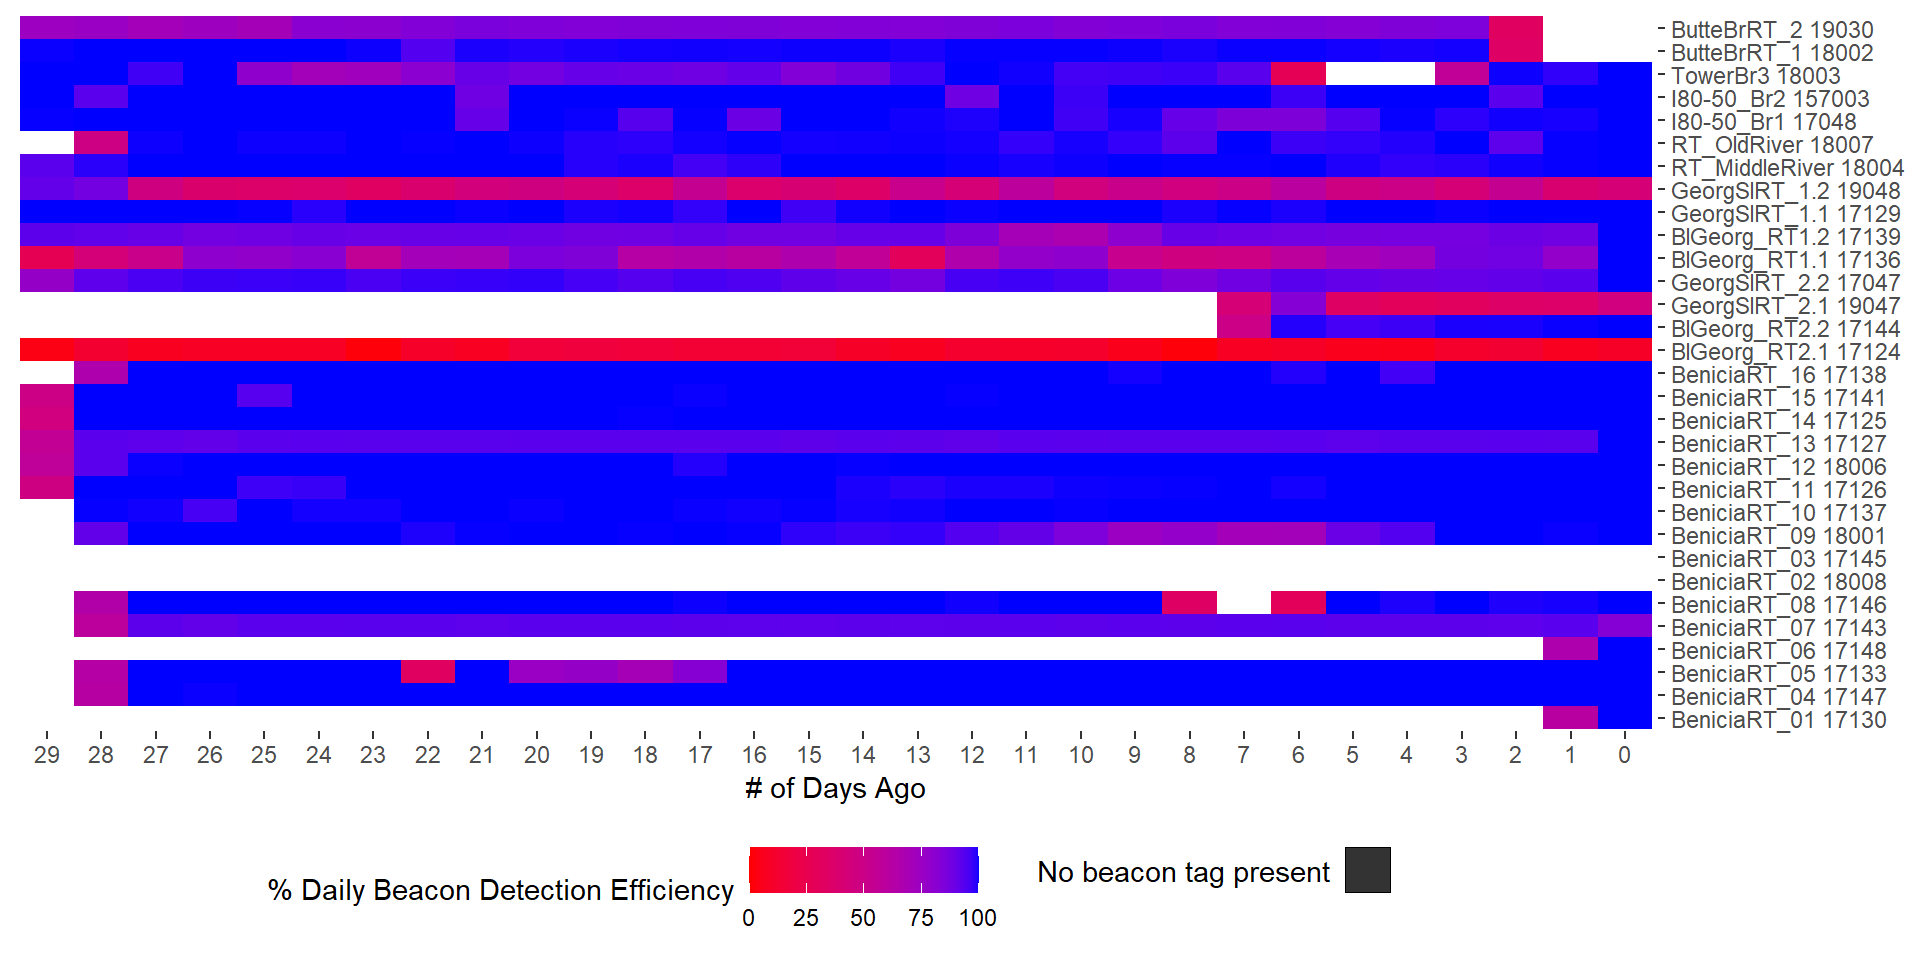 ButteBrRT_2 19030
ButteBrRT_1 18002
TowerBr3 18003
I80-50_Br2 157003
I80-50_Br1 17048
RT_OldRiver 18007
RT_MiddleRiver 18004
GeorgSlRT_1.2 19048
GeorgSlRT_1.1 17129
BlGeorg_RT1.2 17139
BlGeorg_RT1.1 17136
GeorgSlRT_2.2 17047
GeorgSlRT_2.1 19047
BlGeorg_RT2.2 17144
BlGeorg_RT2.1 17124
BeniciaRT_16 17138
BeniciaRT_15 17141
BeniciaRT_14 17125
BeniciaRT_13 17127
BeniciaRT_12 18006
BeniciaRT_11 17126
BeniciaRT_10 17137
BeniciaRT_09 18001
BeniciaRT_03 17145
BeniciaRT_02 18008
BeniciaRT_08 17146
BeniciaRT_07 17143
BeniciaRT_06 17148
BeniciaRT_05 17133
BeniciaRT_04 17147
BeniciaRT_01 17130
29 28 27 26 25 24 23 22 21 20 19 18 17 16 15 14 13 12 11 10 9 8 7 6 5 4 3 2 1 0
# of Days Ago
% Daily Beacon Detection Efficiency
0 25 50 75 100
No beacon tag present